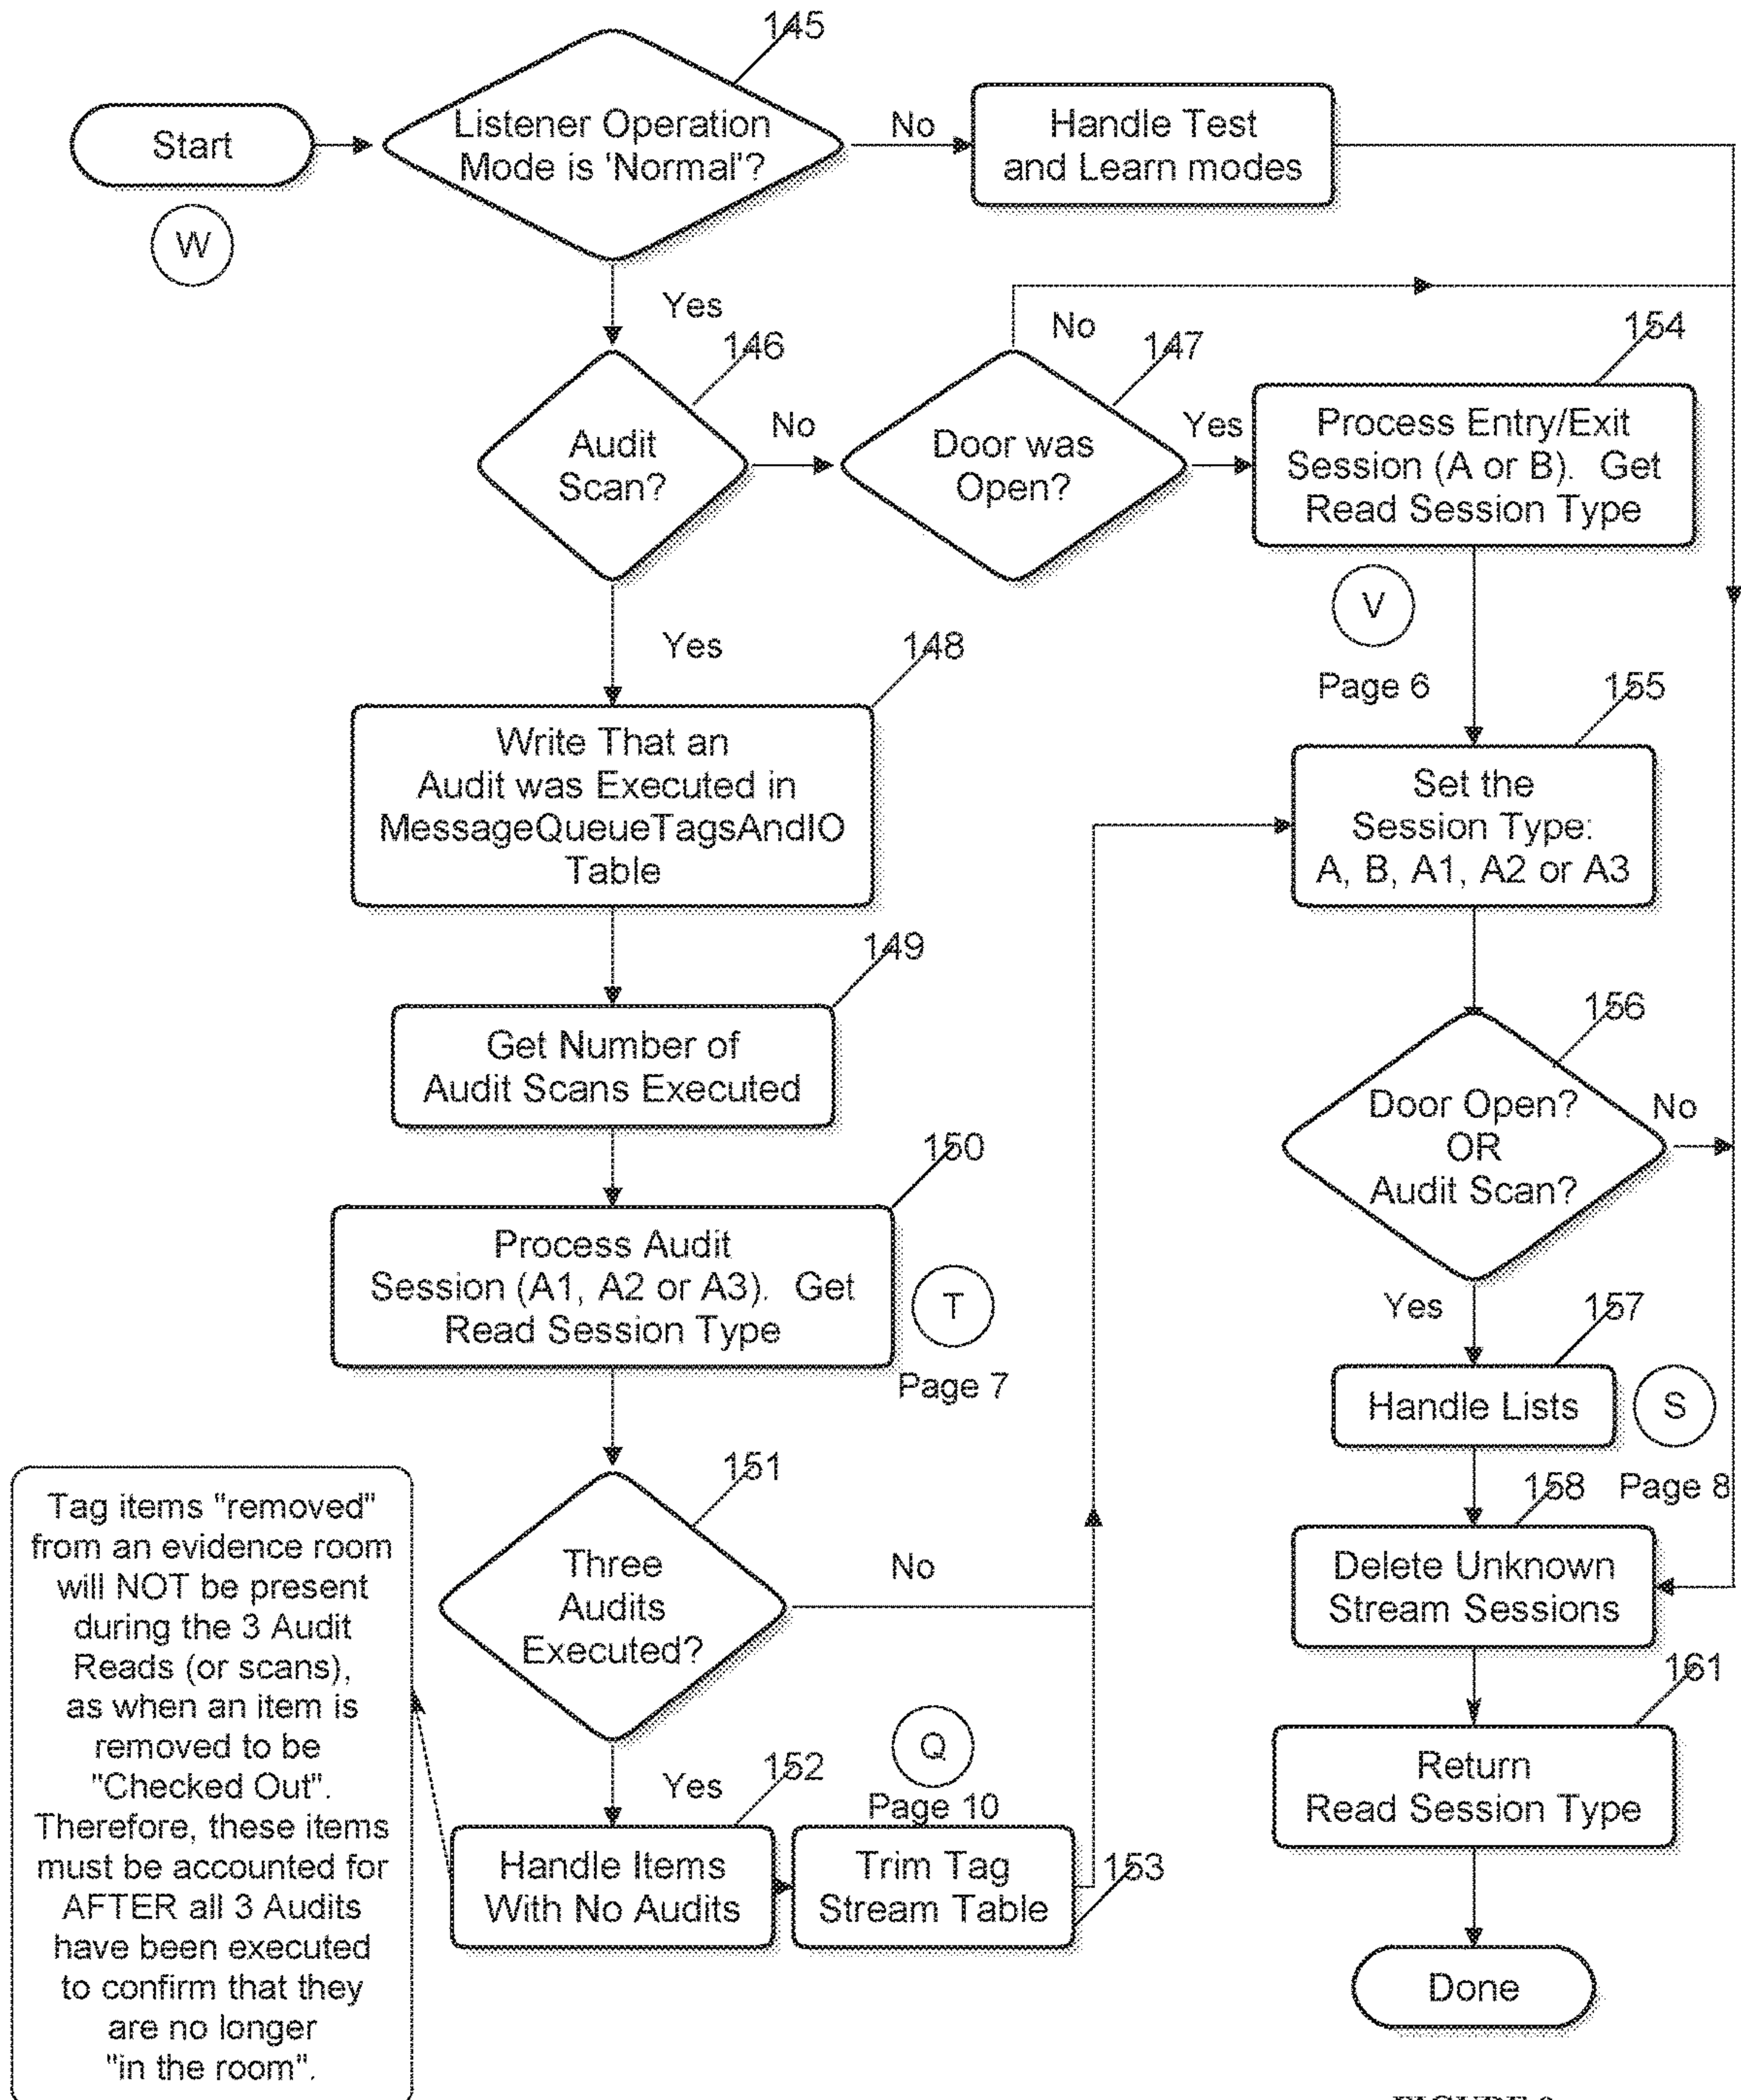 145
Start
Listener Operation
Mode is 'Normal'?
No
Handle Test
and Learn modes
W
Yes
No
146
147
154
Audit
Scan?
No
Door was
Open?
Yes
Process Entry/Exit
Session (A or B).  Get
Read Session Type
V
Page 6
Yes
148
155
Write That an
Audit was Executed in
MessageQueueTagsAndIO
Table
Set the
Session Type:
A, B, A1, A2 or A3
149
Get Number of
Audit Scans Executed
156
Door Open?
OR
Audit Scan?
No
150
Process Audit
Session (A1, A2 or A3).  Get
Read Session Type
T
Page 7
Yes
157
Handle Lists
S
Page 8
151
158
Three
Audits
Executed?
No
Delete Unknown
Stream Sessions
161
Return
Read Session Type
Yes
152
Q
Page 10
Handle Items
With No Audits
Trim Tag
Stream Table
153
Done
Tag items "removed"
from an evidence room
will NOT be present
during the 3 Audit
Reads (or scans),
as when an item is
removed to be
"Checked Out".
Therefore, these items
must be accounted for
AFTER all 3 Audits
have been executed
to confirm that they
are no longer
"in the room".